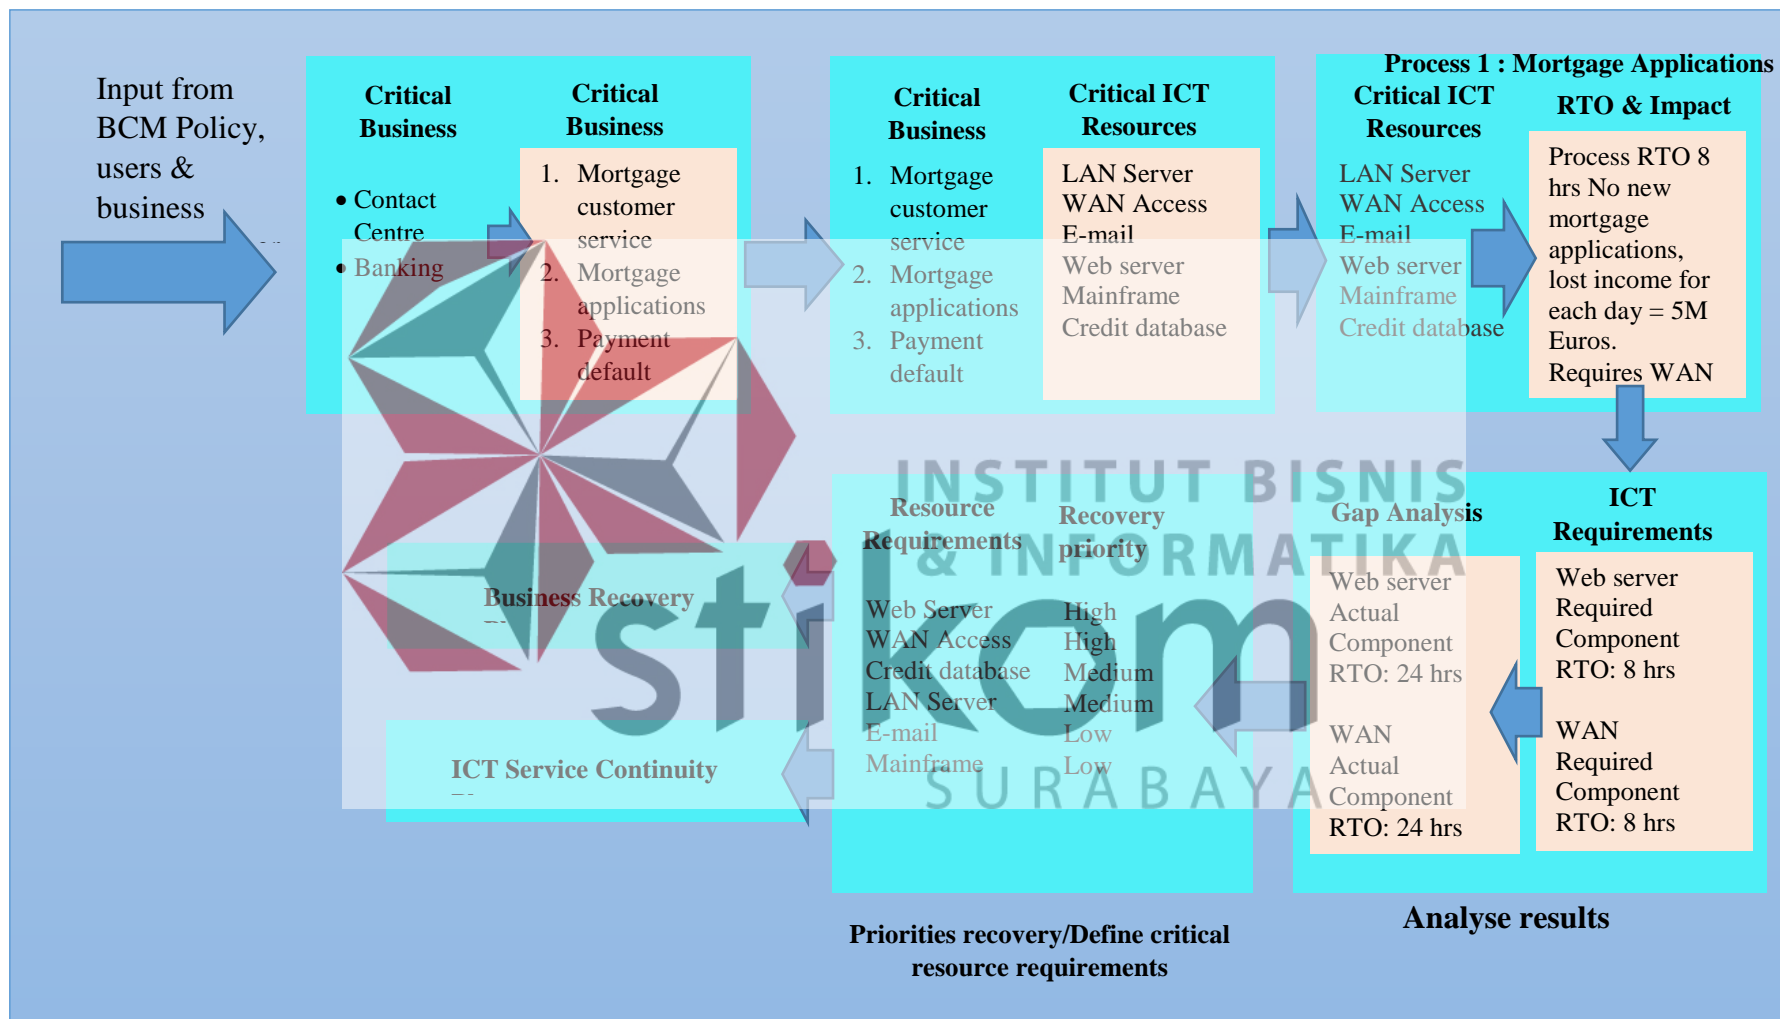 Input from
BCM Policy,
users &
business
Critical
Business
• Contact
Centre
• Banking
Critical
Business
1. Mortgage
customer
service
2. Mortgage
applications
3. Payment
default
Critical
Business
1. Mortgage
customer
service
2. Mortgage
applications
3. Payment
default
Critical ICT
Resources
LAN Server
WAN Access
E-mail
Web server
Mainframe
Credit database
Process 1 : Mortgage Applications
Critical ICT
Resources
LAN Server
WAN Access
E-mail
Web server
Mainframe
Credit database
RTO & Impact
Process RTO 8
hrs No new
mortgage
applications,
lost income for
each day = 5M
Euros.
Requires WAN
ICT
Requirements
Web server
Required
Component
RTO: 8 hrs
WAN
Required
Component
RTO: 8 hrs
Gap Analysis
Web server
Actual
Component
RTO: 24 hrs
WAN
Actual
Component
RTO: 24 hrs
Analyse results
Resource
Requirements
Web Server
WAN Access
Credit database
LAN Server
E-mail
Mainframe
Recovery
priority
High
High
Medium
Medium
Low
Low
Priorities recovery/Define critical
resource requirements
Business Recovery
ICT Service Continuity
INSTITUT BISNIS
& INFORMATIKA
stikom
SURABAYA